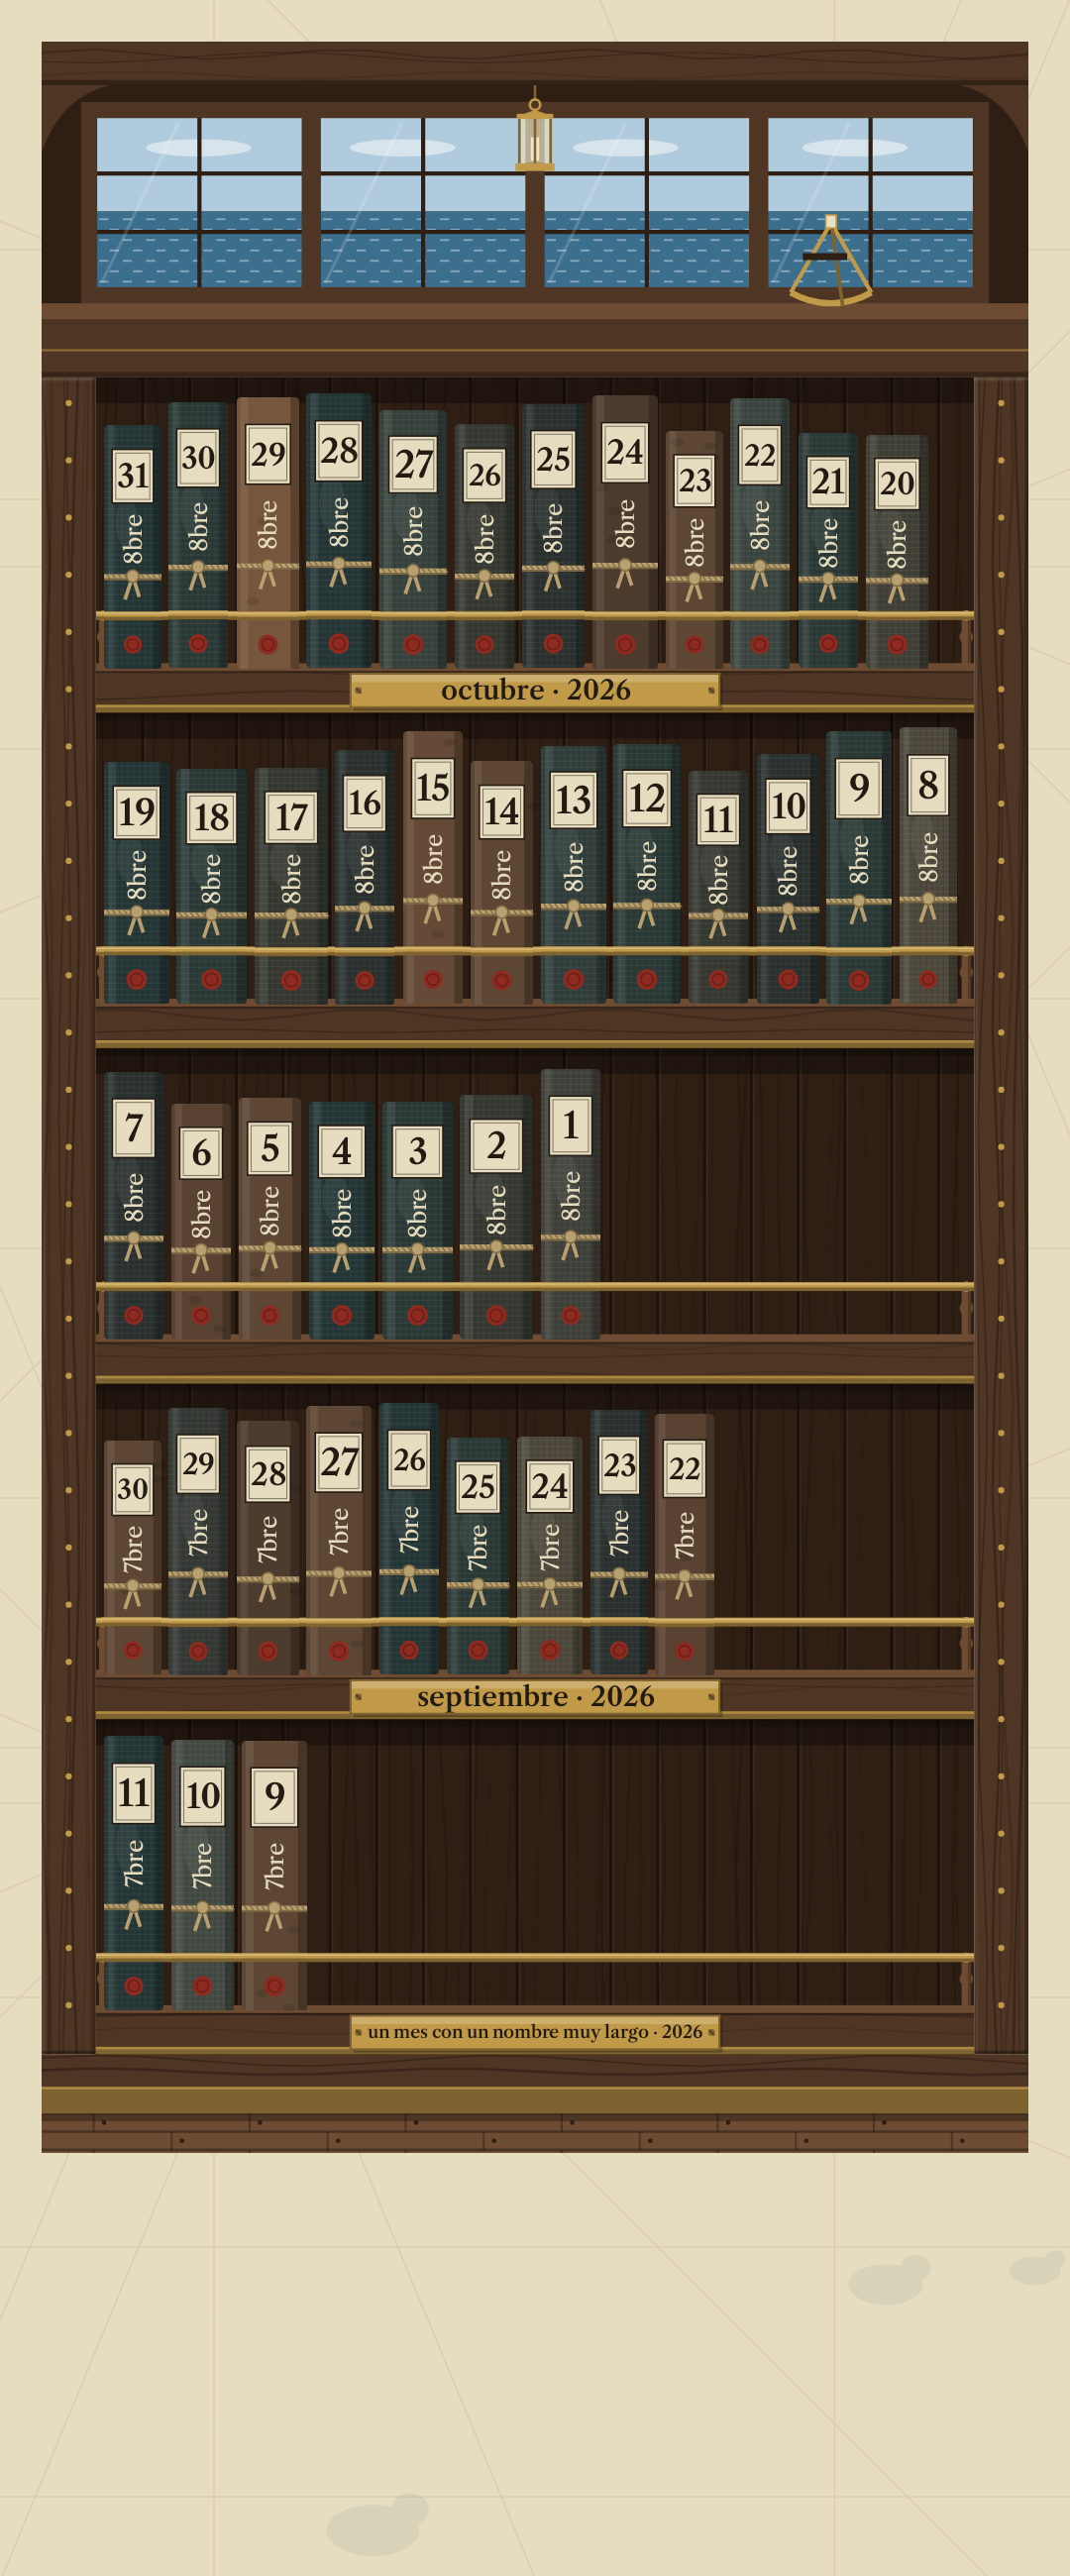 31 30 29 28 27 26 25 24 23 22 21 20
8bre 8bre 8bre 8bre 8bre 8bre 8bre 8bre 8bre 8bre 8bre 8bre
octubre · 2026
19 18 17 16 15 14 13 12 11 10 9 8
8bre 8bre 8bre 8bre 8bre 8bre 8bre 8bre 8bre 8bre 8bre 8bre
7 6 5 4 3 2 1
8bre 8bre 8bre 8bre 8bre 8bre 8bre
30 29 28 27 26 25 24 23 22
7bre 7bre 7bre 7bre 7bre 7bre 7bre 7bre 7bre
septiembre · 2026
11 10 9
7bre 7bre 7bre
un mes con un nombre muy largo · 2026